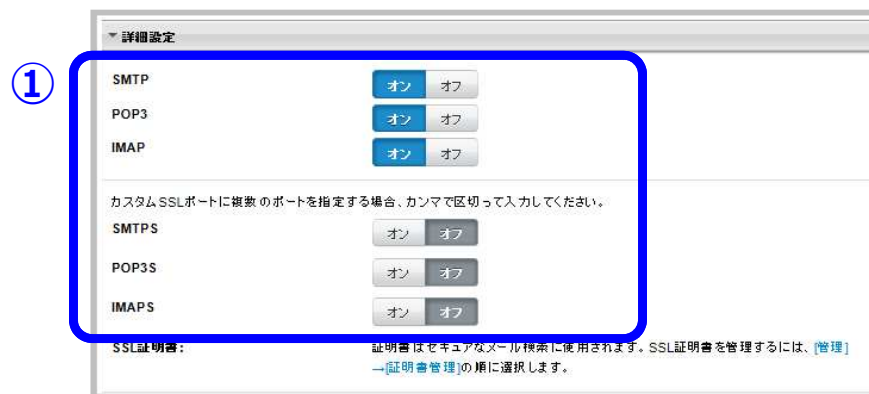 詳細設定
①
SMTP オン オフ
POP3 オン オフ
IMAP オン オフ
カスタムSSLポートに複数のポートを指定する場合、カンマで区切って入力してください。
SMTPS オン オフ
POP3S オン オフ
IMAPS オン オフ
SSL証明書: 証明書はセキュアなメール検索に使用されます。SSL証明書を管理するには、[管理]
→[証明書管理]の順に選択します。